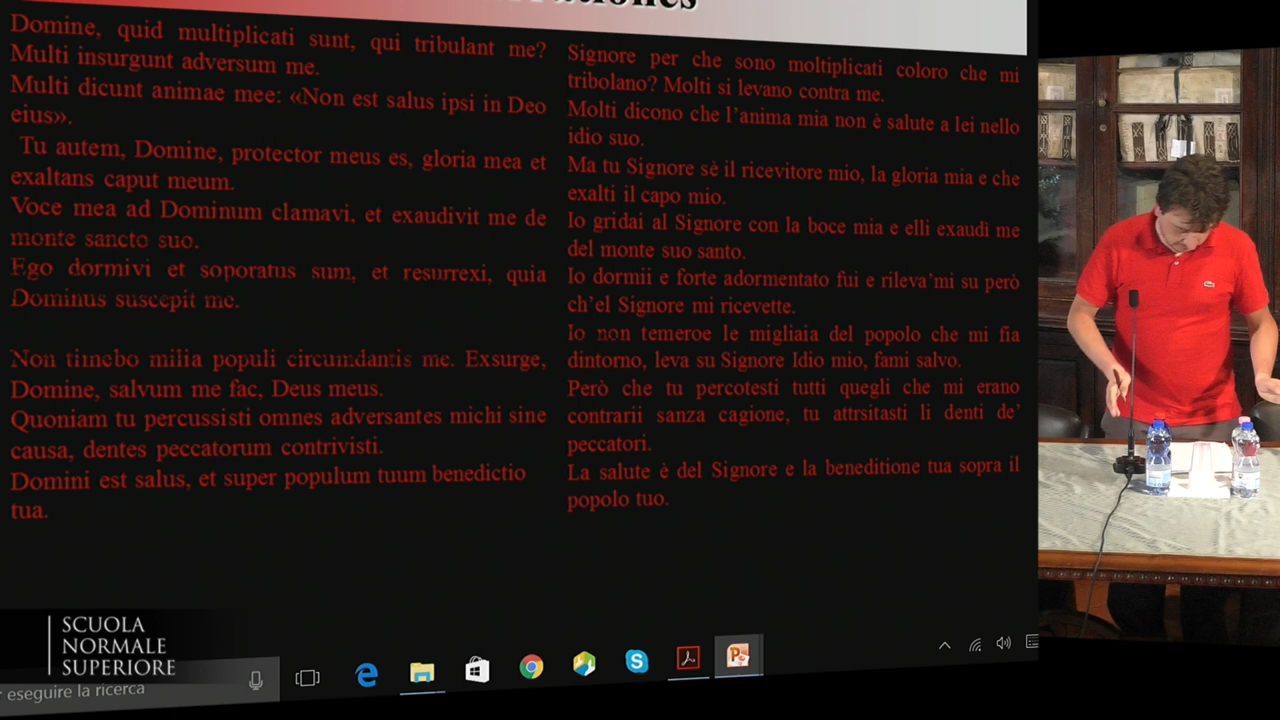 Domine, quid multiplicati sunt, qui tribulant me?
Multi insurgunt adversum me.
Multi dicunt animae mee: «Non est salus ipsi in Deo
eius».
Tu autem, Domine, protector meus es, gloria mea et
exaltans caput meum.
Voce mea ad Dominum clamavi, et exaudivit me de
monte sancto suo.
Ego dormivi et soporatus sum, et resurrexi, quia
Dominus suscepit me.
Non timebo milia populi circumdantis me. Exsurge,
Domine, salvum me fac, Deus meus.
Quoniam tu percussisti omnes adversantes michi sine
causa, dentes peccatorum contrivisti.
Domini est salus, et super populum tuum benedictio
tua.
Signore per che sono moltiplicati coloro che mi
tribolano? Molti si levano contra me.
Molti dicono che l'anima mia non è salute a lei nello
idio suo.
Ma tu Signore sè il ricevitore mio, la gloria mia e che
exalti il capo mio.
Io gridai al Signore con la boce mia e elli exaudì me
del monte suo santo.
Io dormii e forte adormentato fui e rileva'mi su però
ch'el Signore mi ricevette.
Io non temeroe le migliaia del popolo che mi fia
dintorno, leva su Signore Idio mio, fami salvo.
Però che tu percotesti tutti quegli che mi erano
contrarii sanza cagione, tu attrsitasti li denti de'
peccatori.
La salute è del Signore e la beneditione tua sopra il
popolo tuo.
SCUOLA
NORMALE
SUPERIORE
eseguire la ricerca